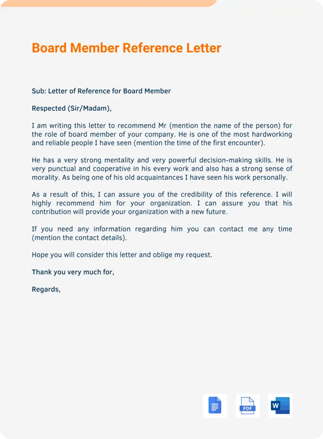 Board Member Reference Letter
Sub: Letter of Reference for Board Member
Respected (Sir/Madam),
I am writing this letter to recommend Mr (mention the name of the person) for
the role of board member of your company. He is one of the most hardworking
and reliable people I have seen (mention the time of the first encounter).
He has a very strong mentality and very powerful decision-making skills. He is
very punctual and cooperative in his every work and also has a strong sense of
morality. As being one of his old acquaintances I have seen his work personally.
As a result of this, I can assure you of the credibility of this reference. I will
highly recommend him for your organization. I can assure you that his
contribution will provide your organization with a new future.
If you need any information regarding him you can contact me any time
(mention the contact details).
Hope you will consider this letter and oblige my request.
Thank you very much for,
Regards,
PDF
W